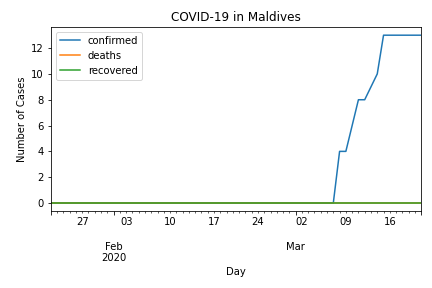 COVID-19 in Maldives
confirmed
deaths
recovered
Number of Cases
12
10
8
6
4
2
0
27 03 10 17 24 02 09 16
Feb Mar
2020
Day